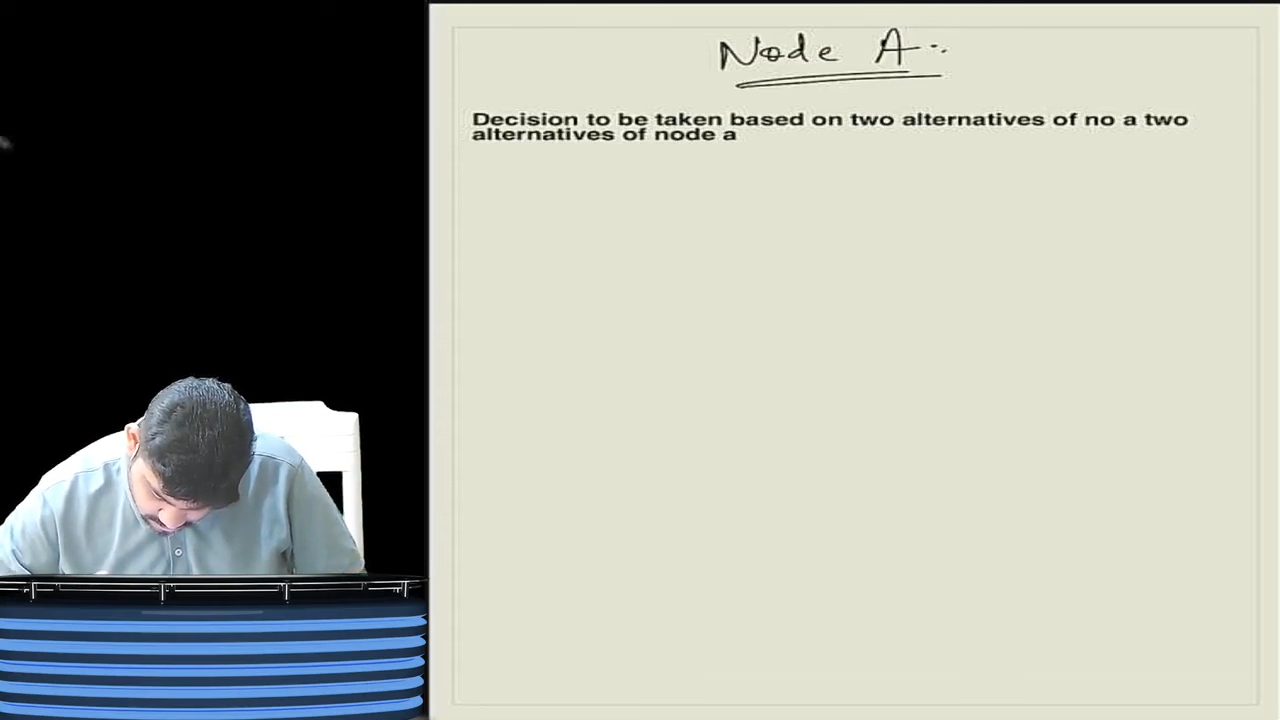 Node A:.
Decision to be taken based on two alternatives of no a two
alternatives of node a